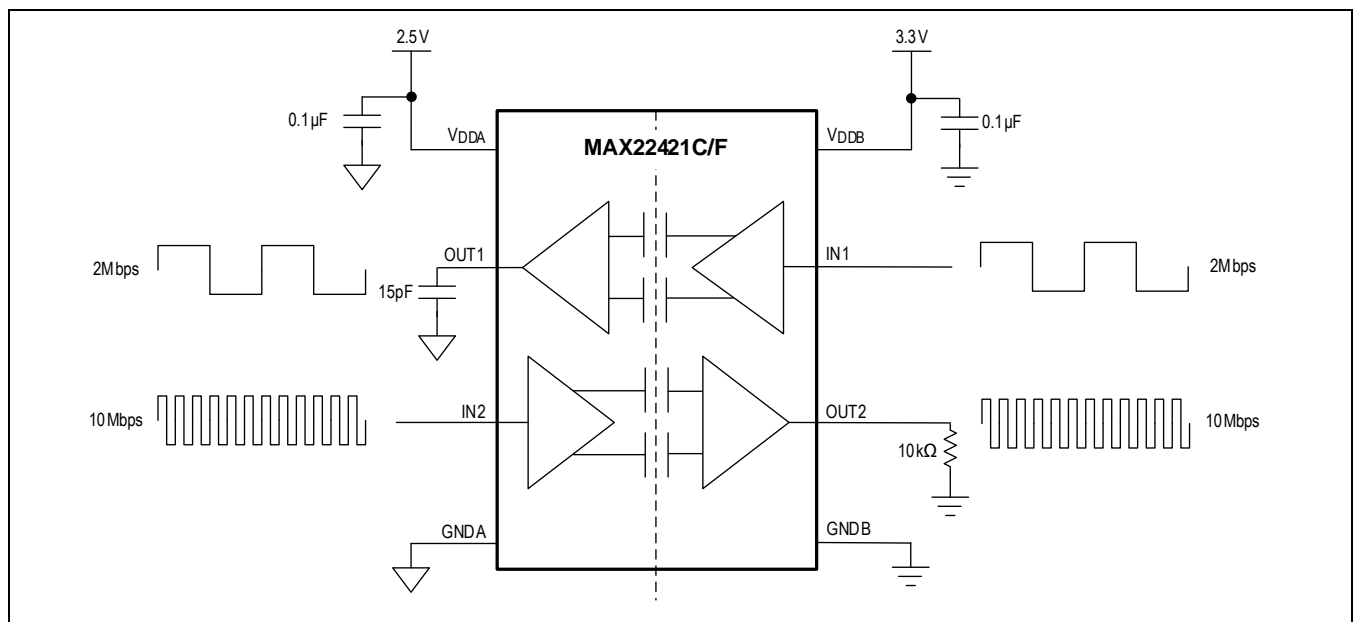 2.5V
3.3V
0.1µF
0.1µF
VDDA
VDDB
MAX22421C/F
2Mbps
OUT1
IN1
2Mbps
15pF
10Mbps
IN2
OUT2
10Mbps
10kΩ
GNDA
GNDB